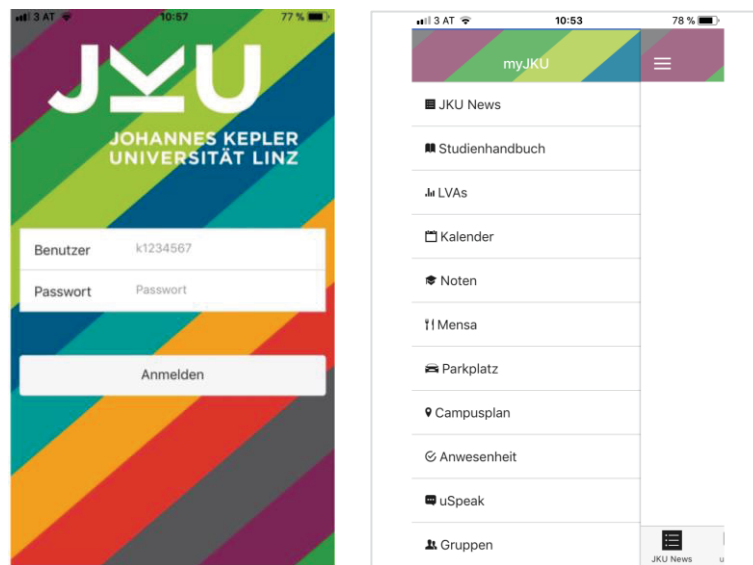 3 AT 10:57 77 %
JKU
JOHANNES KEPLER
UNIVERSITÄT LINZ
Benutzer k1234567
Passwort Passwort
Anmelden
3 AT 10:53 78 %
myJKU
JKU News
Studienhandbuch
LVAs
Kalender
Noten
Mensa
Parkplatz
Campusplan
Anwesenheit
uSpeak
Gruppen
JKU News u